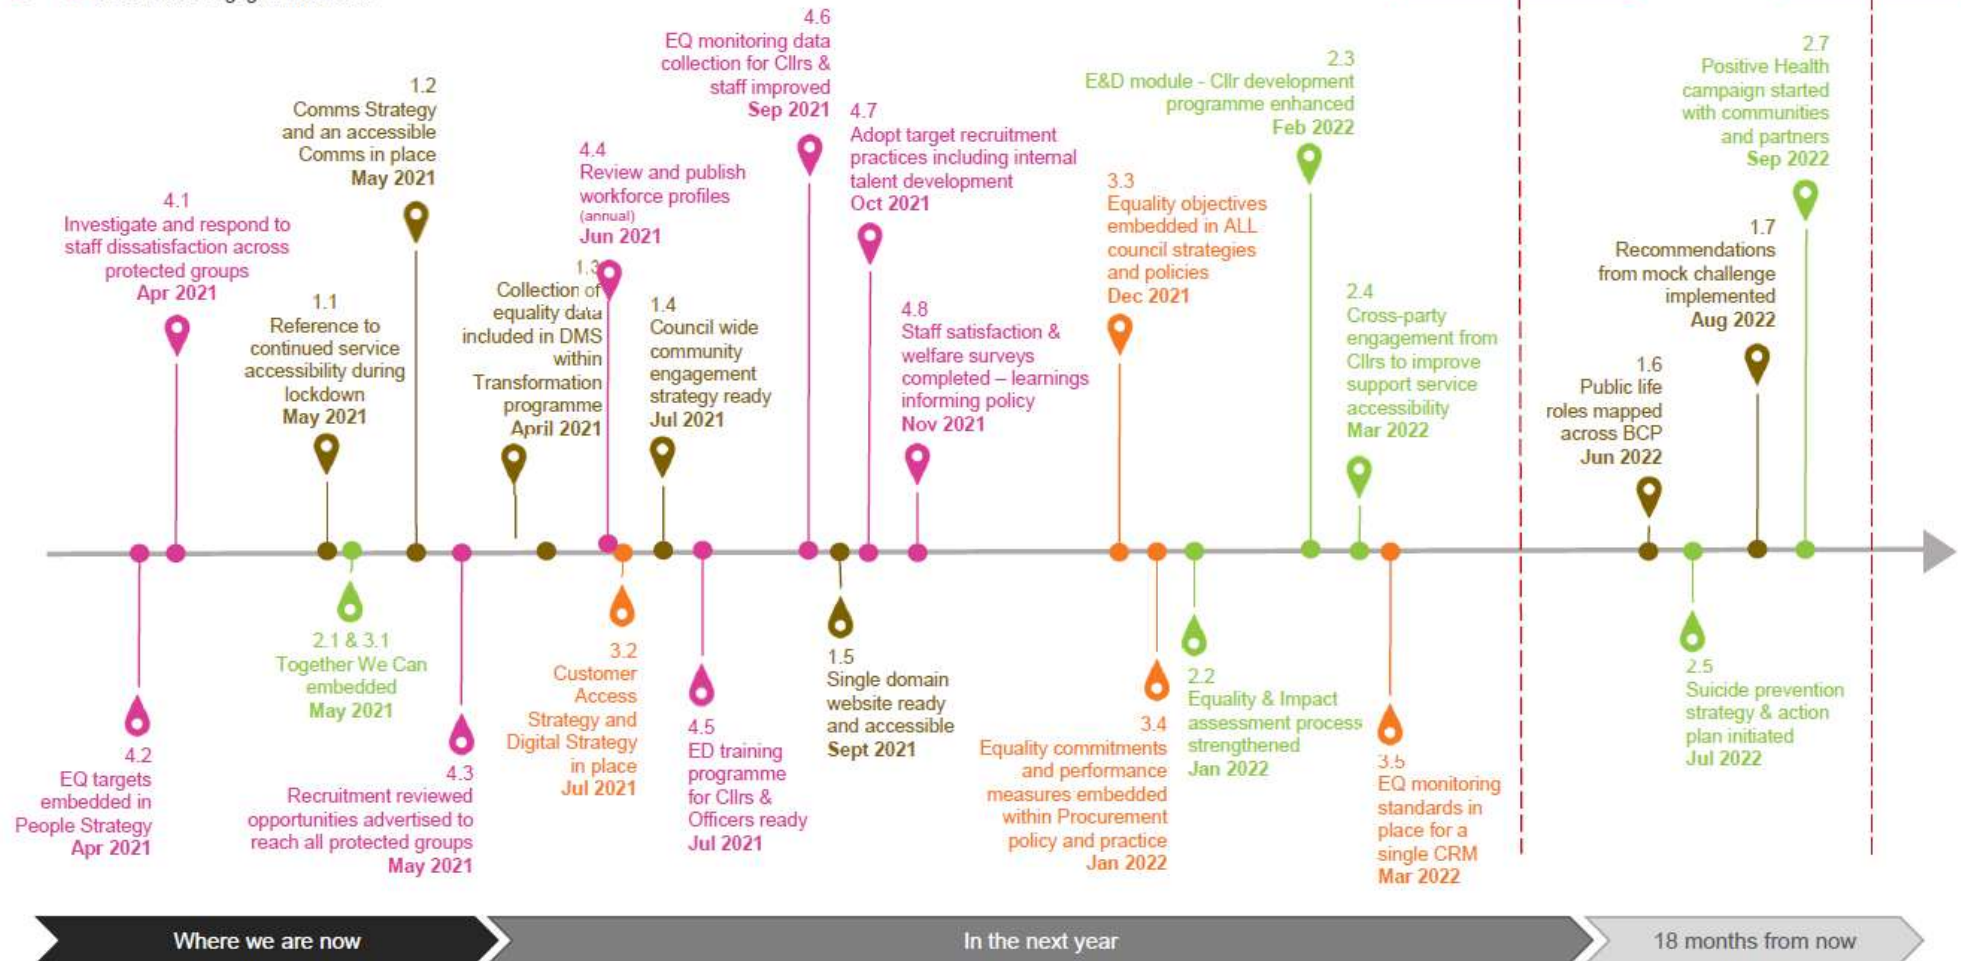 4.6
EQ monitoring data
collection for Cllrs &
staff improved
Sep 2021
2.7
Positive Health
campaign started
with communities
and partners
Sep 2022
2.3
E&D module - Cllr development
programme enhanced
Feb 2022
1.2
Comms Strategy
and an accessible
Comms in place
May 2021
4.7
Adopt target recruitment
practices including internal
talent development
Oct 2021
4.4
Review and publish
workforce profiles
(annual)
Jun 2021
3.3
Equality objectives
embedded in ALL
council strategies
and policies
Dec 2021
4.1
Investigate and respond to
staff dissatisfaction across
protected groups
Apr 2021
1.7
Recommendations
from mock challenge
implemented
Aug 2022
1.3
Collection of
equality data
included in DMS
within
Transformation
programme
April 2021
1.1
Reference to
continued service
accessibility during
lockdown
May 2021
1.4
Council wide
community
engagement
strategy ready
Jul 2021
4.8
Staff satisfaction &
welfare surveys
completed – learnings
informing policy
Nov 2021
2.4
Cross-party
engagement from
Cllrs to improve
support service
accessibility
Mar 2022
1.6
Public life
roles mapped
across BCP
Jun 2022
2.1 & 3.1
Together We Can
embedded
May 2021
3.2
Customer
Access
Strategy and
Digital Strategy
in place
Jul 2021
1.5
Single domain
website ready
and accessible
Sept 2021
2.2
Equality & Impact
assessment process
strengthened
Jan 2022
2.5
Suicide prevention
strategy & action
plan initiated
Jul 2022
4.2
EQ targets
embedded in
People Strategy
Apr 2021
4.3
Recruitment reviewed
opportunities advertised to
reach all protected groups
May 2021
4.5
ED training
programme
for Cllrs &
Officers ready
Jul 2021
3.4
Equality commitments
and performance
measures embedded
within Procurement
policy and practice
Jan 2022
3.5
EQ monitoring
standards in
place for a
single CRM
Mar 2022
Where we are now
In the next year
18 months from now